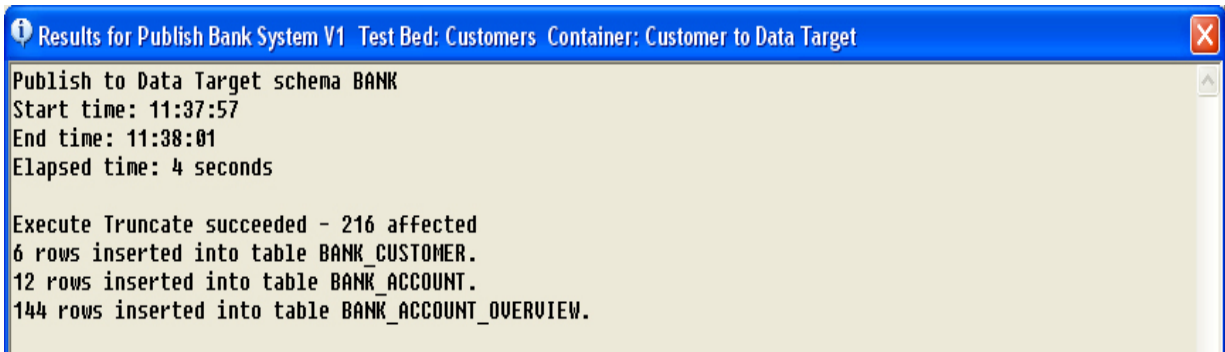 Results for Publish Bank System V1 Test Bed: Customers Container: Customer to Data Target
Publish to Data Target schema BANK
Start time: 11:37:57
End time: 11:38:01
Elapsed time: 4 seconds
Execute Truncate succeeded - 216 affected
6 rows inserted into table BANK_CUSTOMER.
12 rows inserted into table BANK_ACCOUNT.
144 rows inserted into table BANK_ACCOUNT_OVERVIEW.